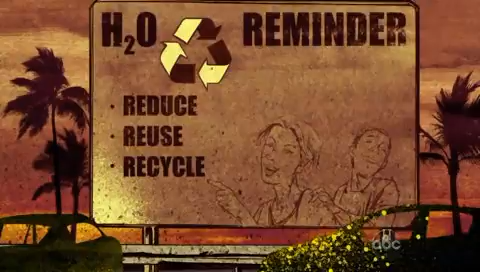 H₂O REMINDER
· REDUCE
· REUSE
· RECYCLE
abc